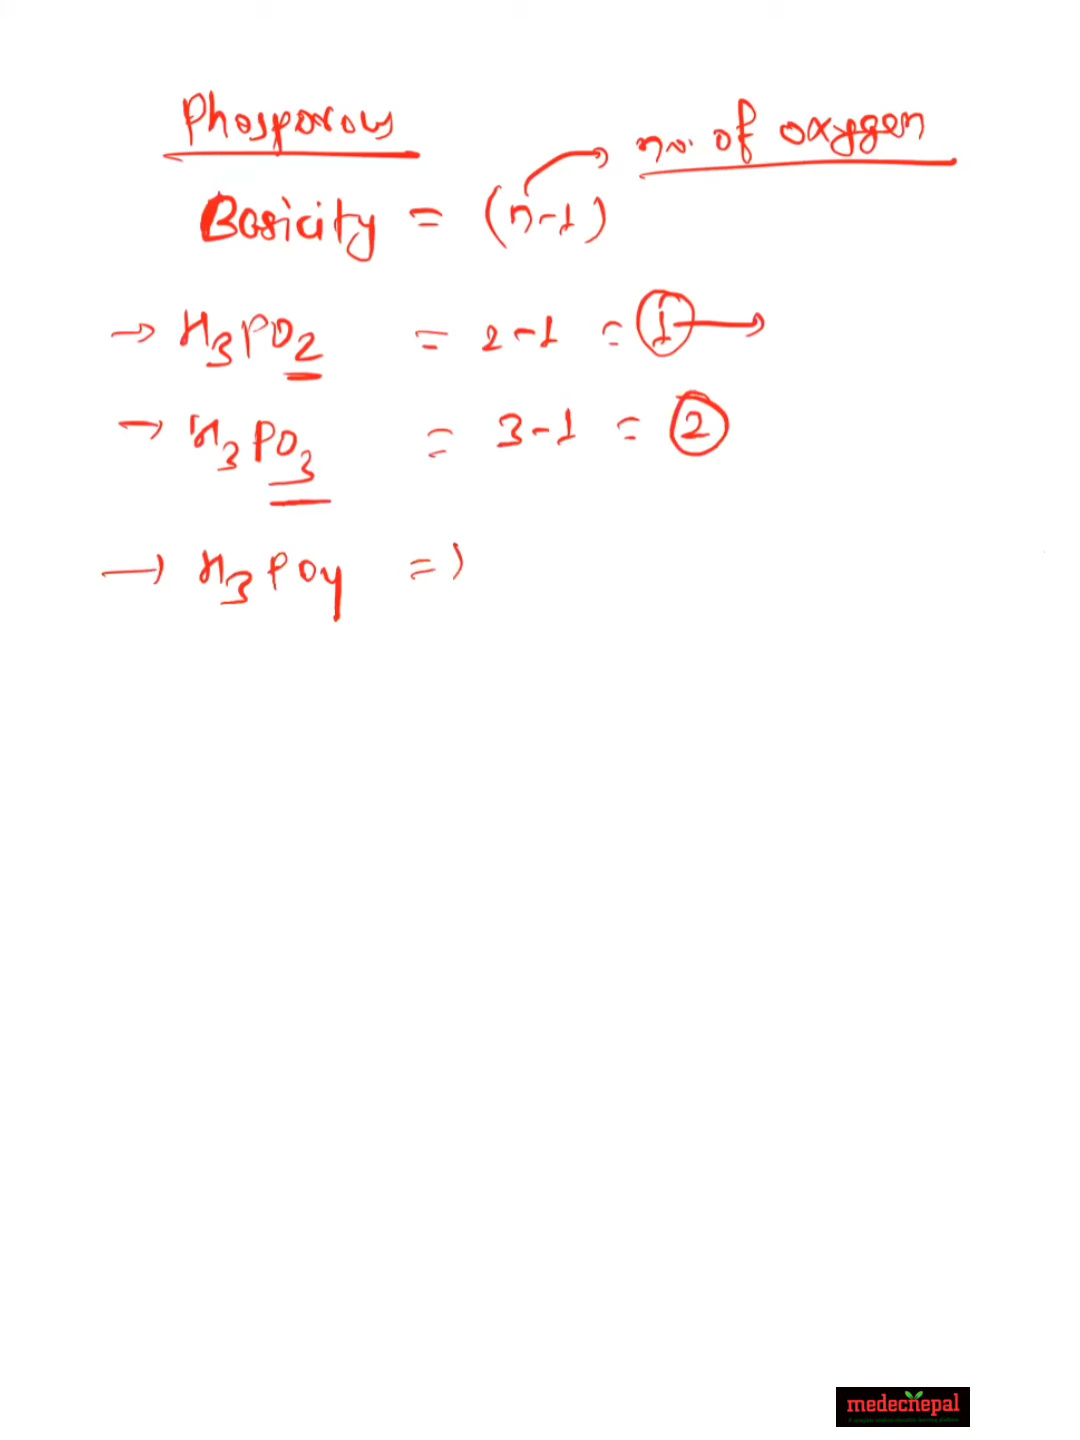 Phosporous
no. of oxygen
Basicity = (n-1)
→ H3PO2 = 2-1 = 1 →
→ H3PO3 = 3-1 = 2
→ H3PO4 =
medecnepal